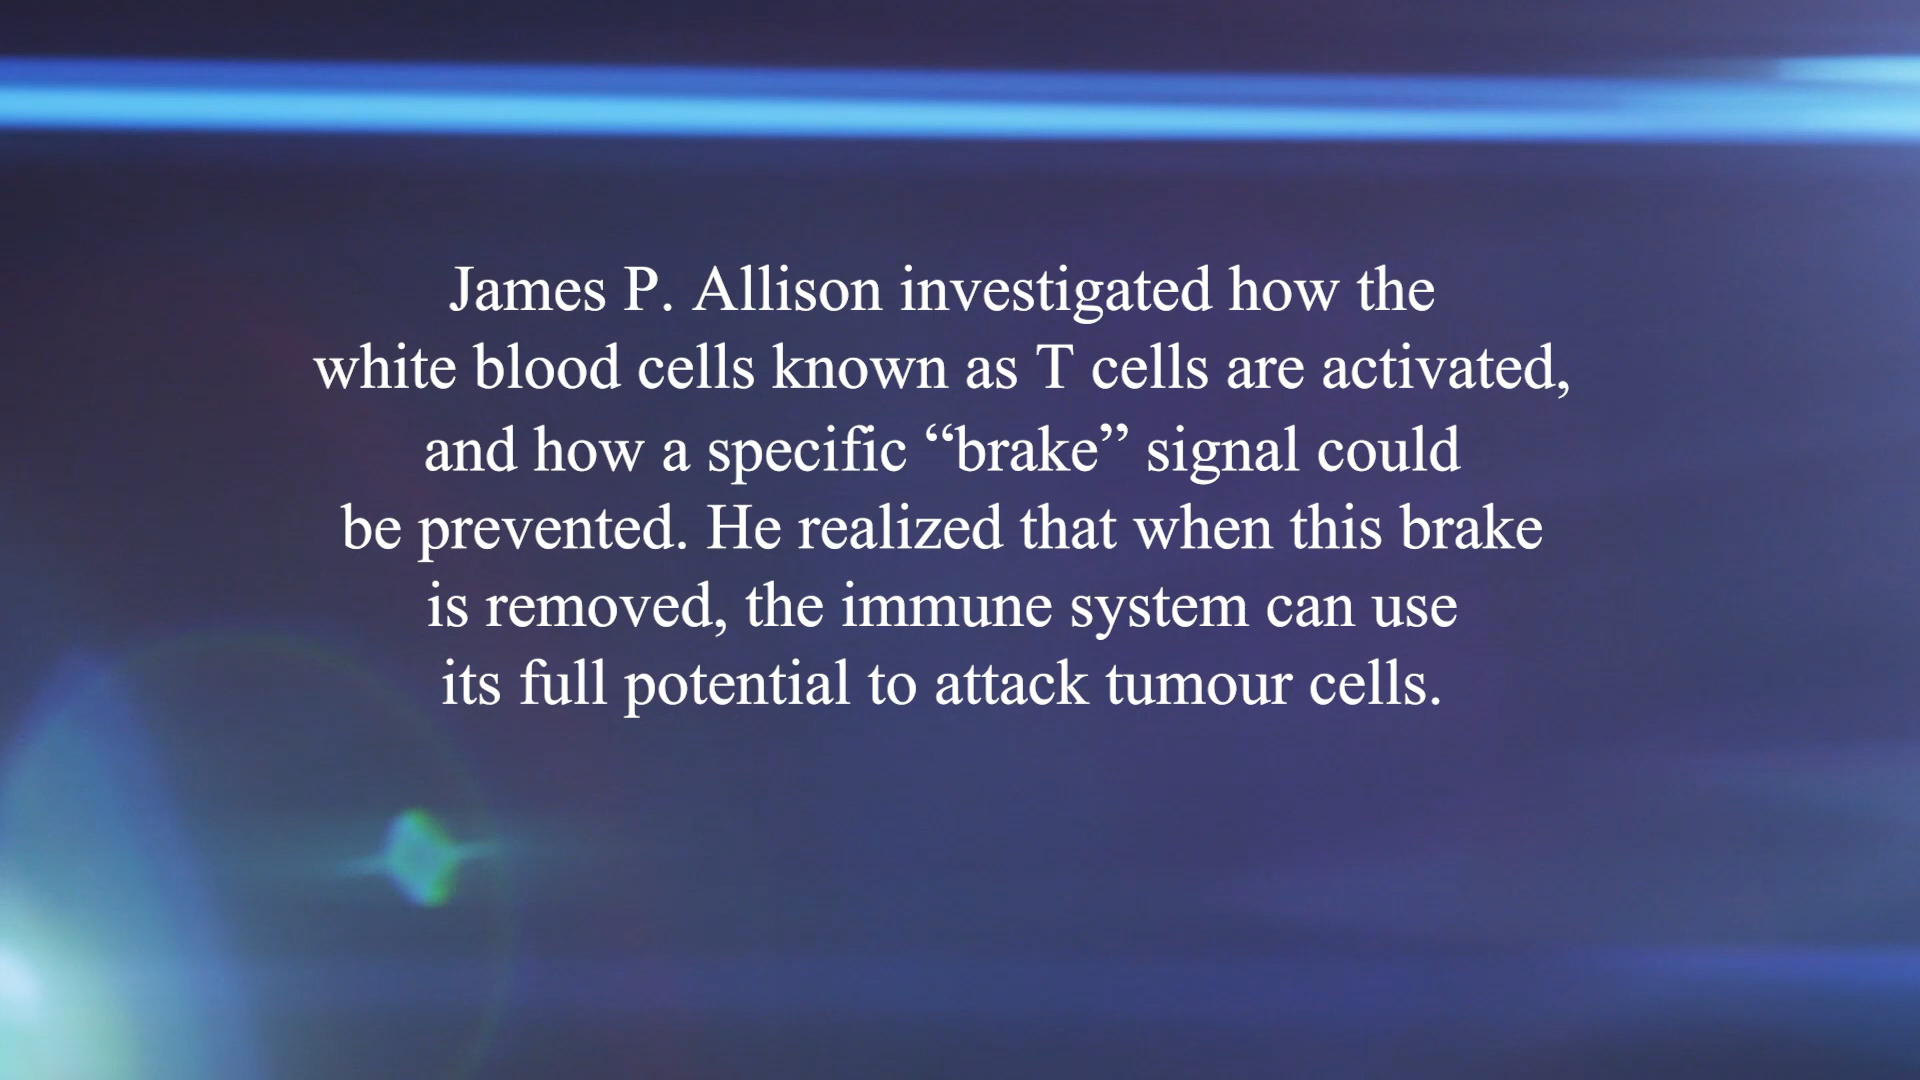 James P. Allison investigated how the
white blood cells known as T cells are activated,
and how a specific “brake” signal could
be prevented. He realized that when this brake
is removed, the immune system can use
its full potential to attack tumour cells.